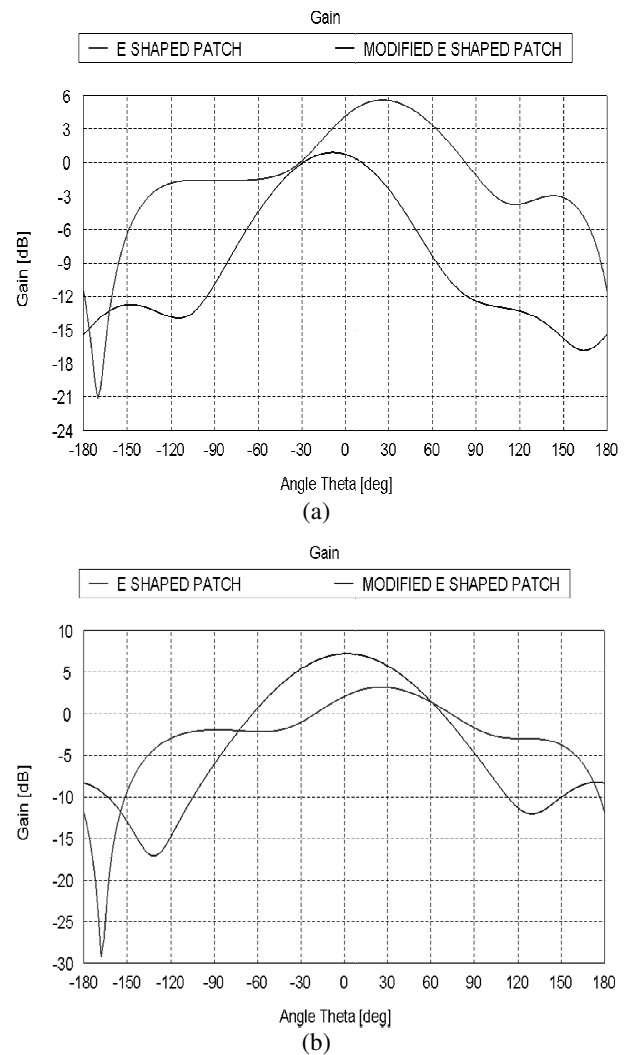 Gain
E SHAPED PATCH MODIFIED E SHAPED PATCH
6
3
0
-3
-6
-9
-12
-15
-18
-21
-24
Gain [dB]
-180 -150 -120 -90 -60 -30 0 30 60 90 120 150 180
Angle Theta [deg]
(a)
Gain
E SHAPED PATCH MODIFIED E SHAPED PATCH
10
5
0
-5
-10
-15
-20
-25
-30
Gain [dB]
-180 -150 -120 -90 -60 -30 0 30 60 90 120 150 180
Angle Theta [deg]
(b)